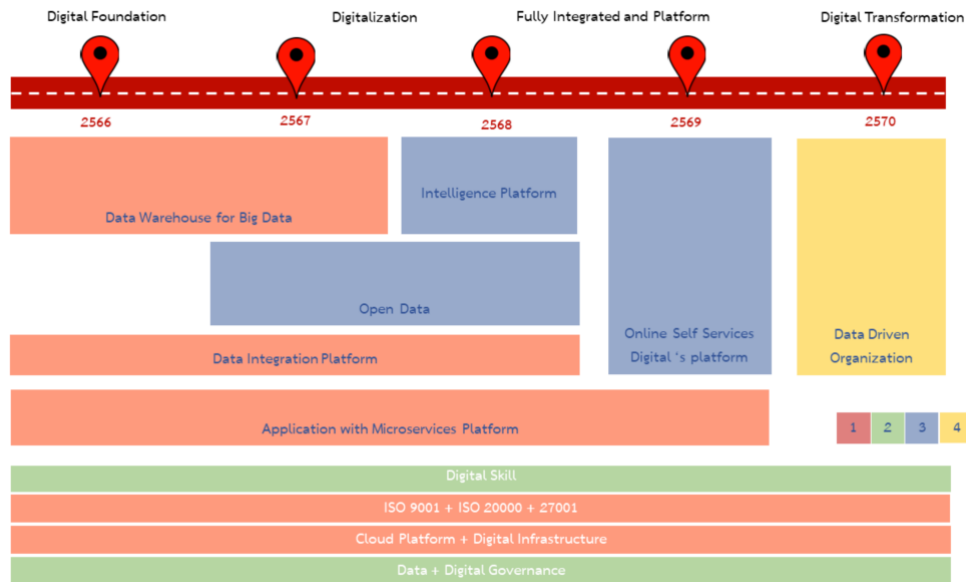 Digital Foundation
Digitalization
Fully Integrated and Platform
Digital Transformation
2566
2567
2568
2569
2570
Data Warehouse for Big Data
Intelligence Platform
Open Data
Online Self Services
Digital 's platform
Data Driven
Organization
Data Integration Platform
Application with Microservices Platform
1 2 3 4
Digital Skill
ISO 9001 + ISO 20000 + 27001
Cloud Platform + Digital Infrastructure
Data + Digital Governance